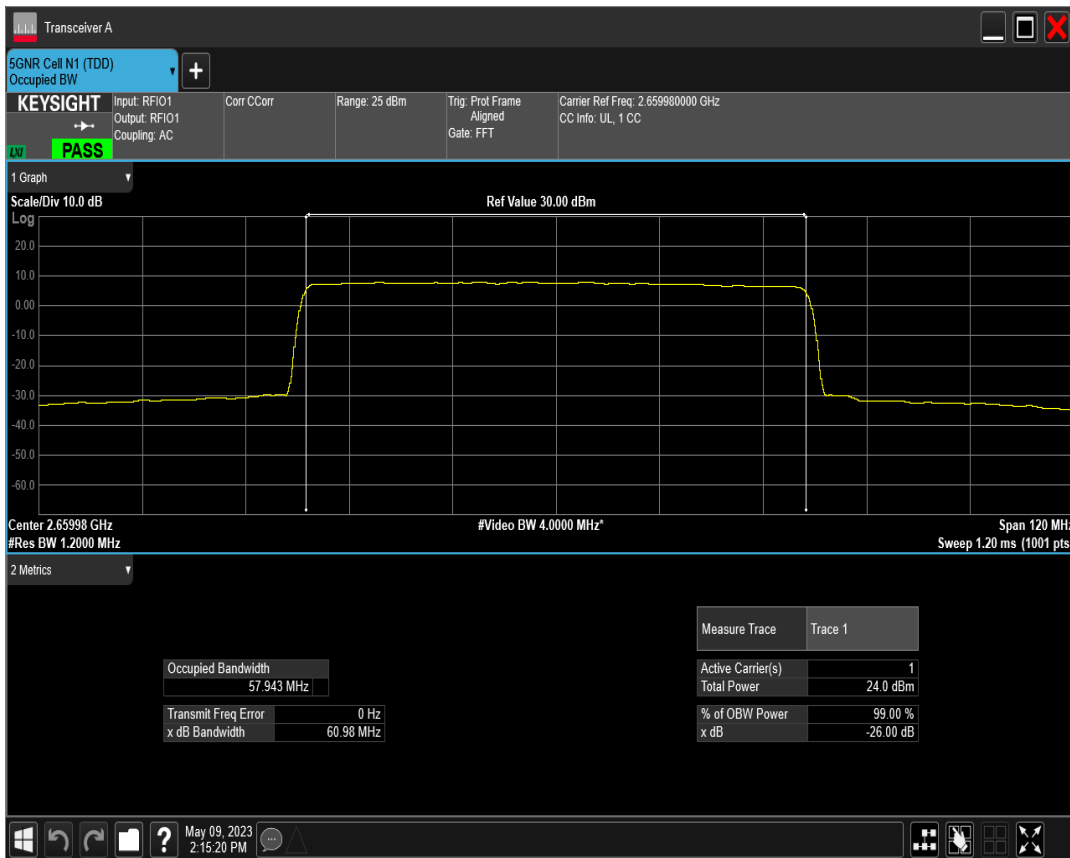 Transceiver A
5GNR Cell N1 (TDD)
Occupied BW
+
KEYSIGHT
LXI
PASS
Input: RFIO1
Output: RFIO1
Coupling: AC
Corr CCorr
Range: 25 dBm
Trig: Prot Frame
Aligned
Gate: FFT
Carrier Ref Freq: 2.659980000 GHz
CC Info: UL, 1 CC
1 Graph
Scale/Div 10.0 dB
Ref Value 30.00 dBm
Log
20.0
10.0
0.00
-10.0
-20.0
-30.0
-40.0
-50.0
-60.0
Center 2.65998 GHz
#Video BW 4.0000 MHz*
Span 120 MHz
#Res BW 1.2000 MHz
Sweep 1.20 ms (1001 pts
2 Metrics
Measure Trace Trace 1
Occupied Bandwidth
57.943 MHz
Active Carrier(s) 1
Total Power 24.0 dBm
Transmit Freq Error 0 Hz
x dB Bandwidth 60.98 MHz
% of OBW Power 99.00 %
x dB -26.00 dB
?
May 09, 2023
2:15:20 PM